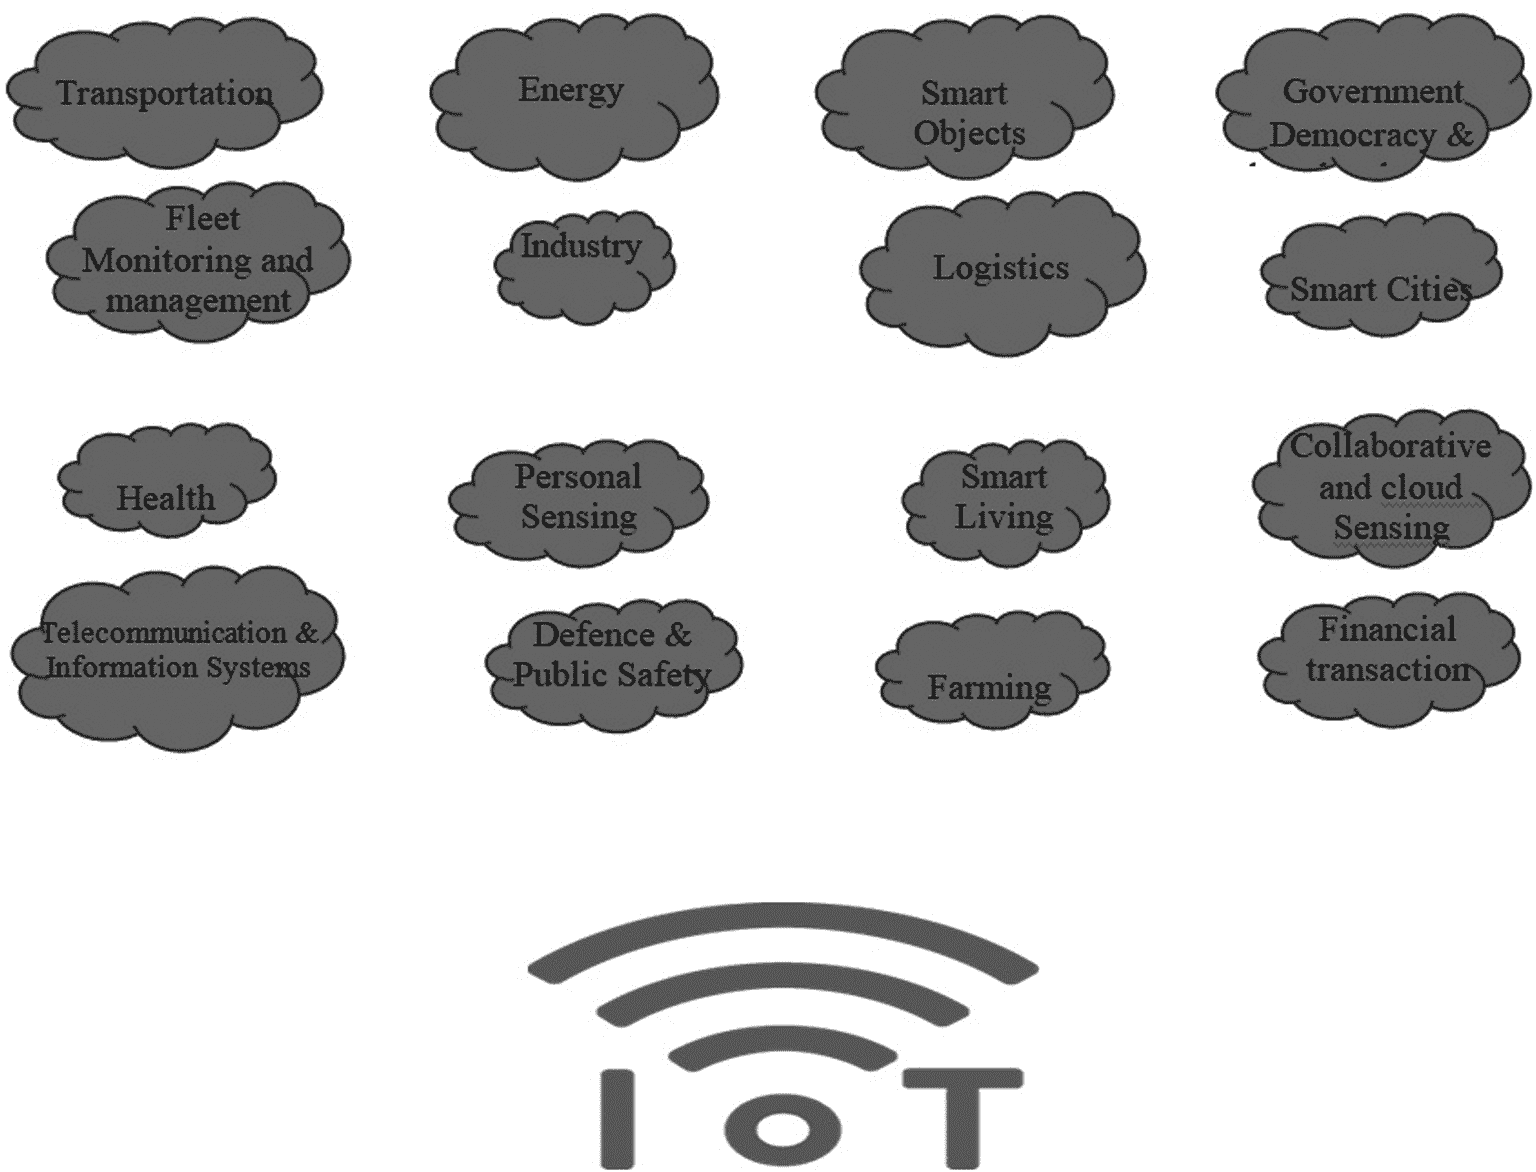 Transportation
Energy
Smart
Objects
Government
Democracy &
Fleet
Monitoring and
management
Industry
Logistics
Smart Cities
Health
Personal
Sensing
Smart
Living
Collaborative
and cloud
Sensing
Telecommunication &
Information Systems
Defence &
Public Safety
Farming
Financial
transaction
IoT